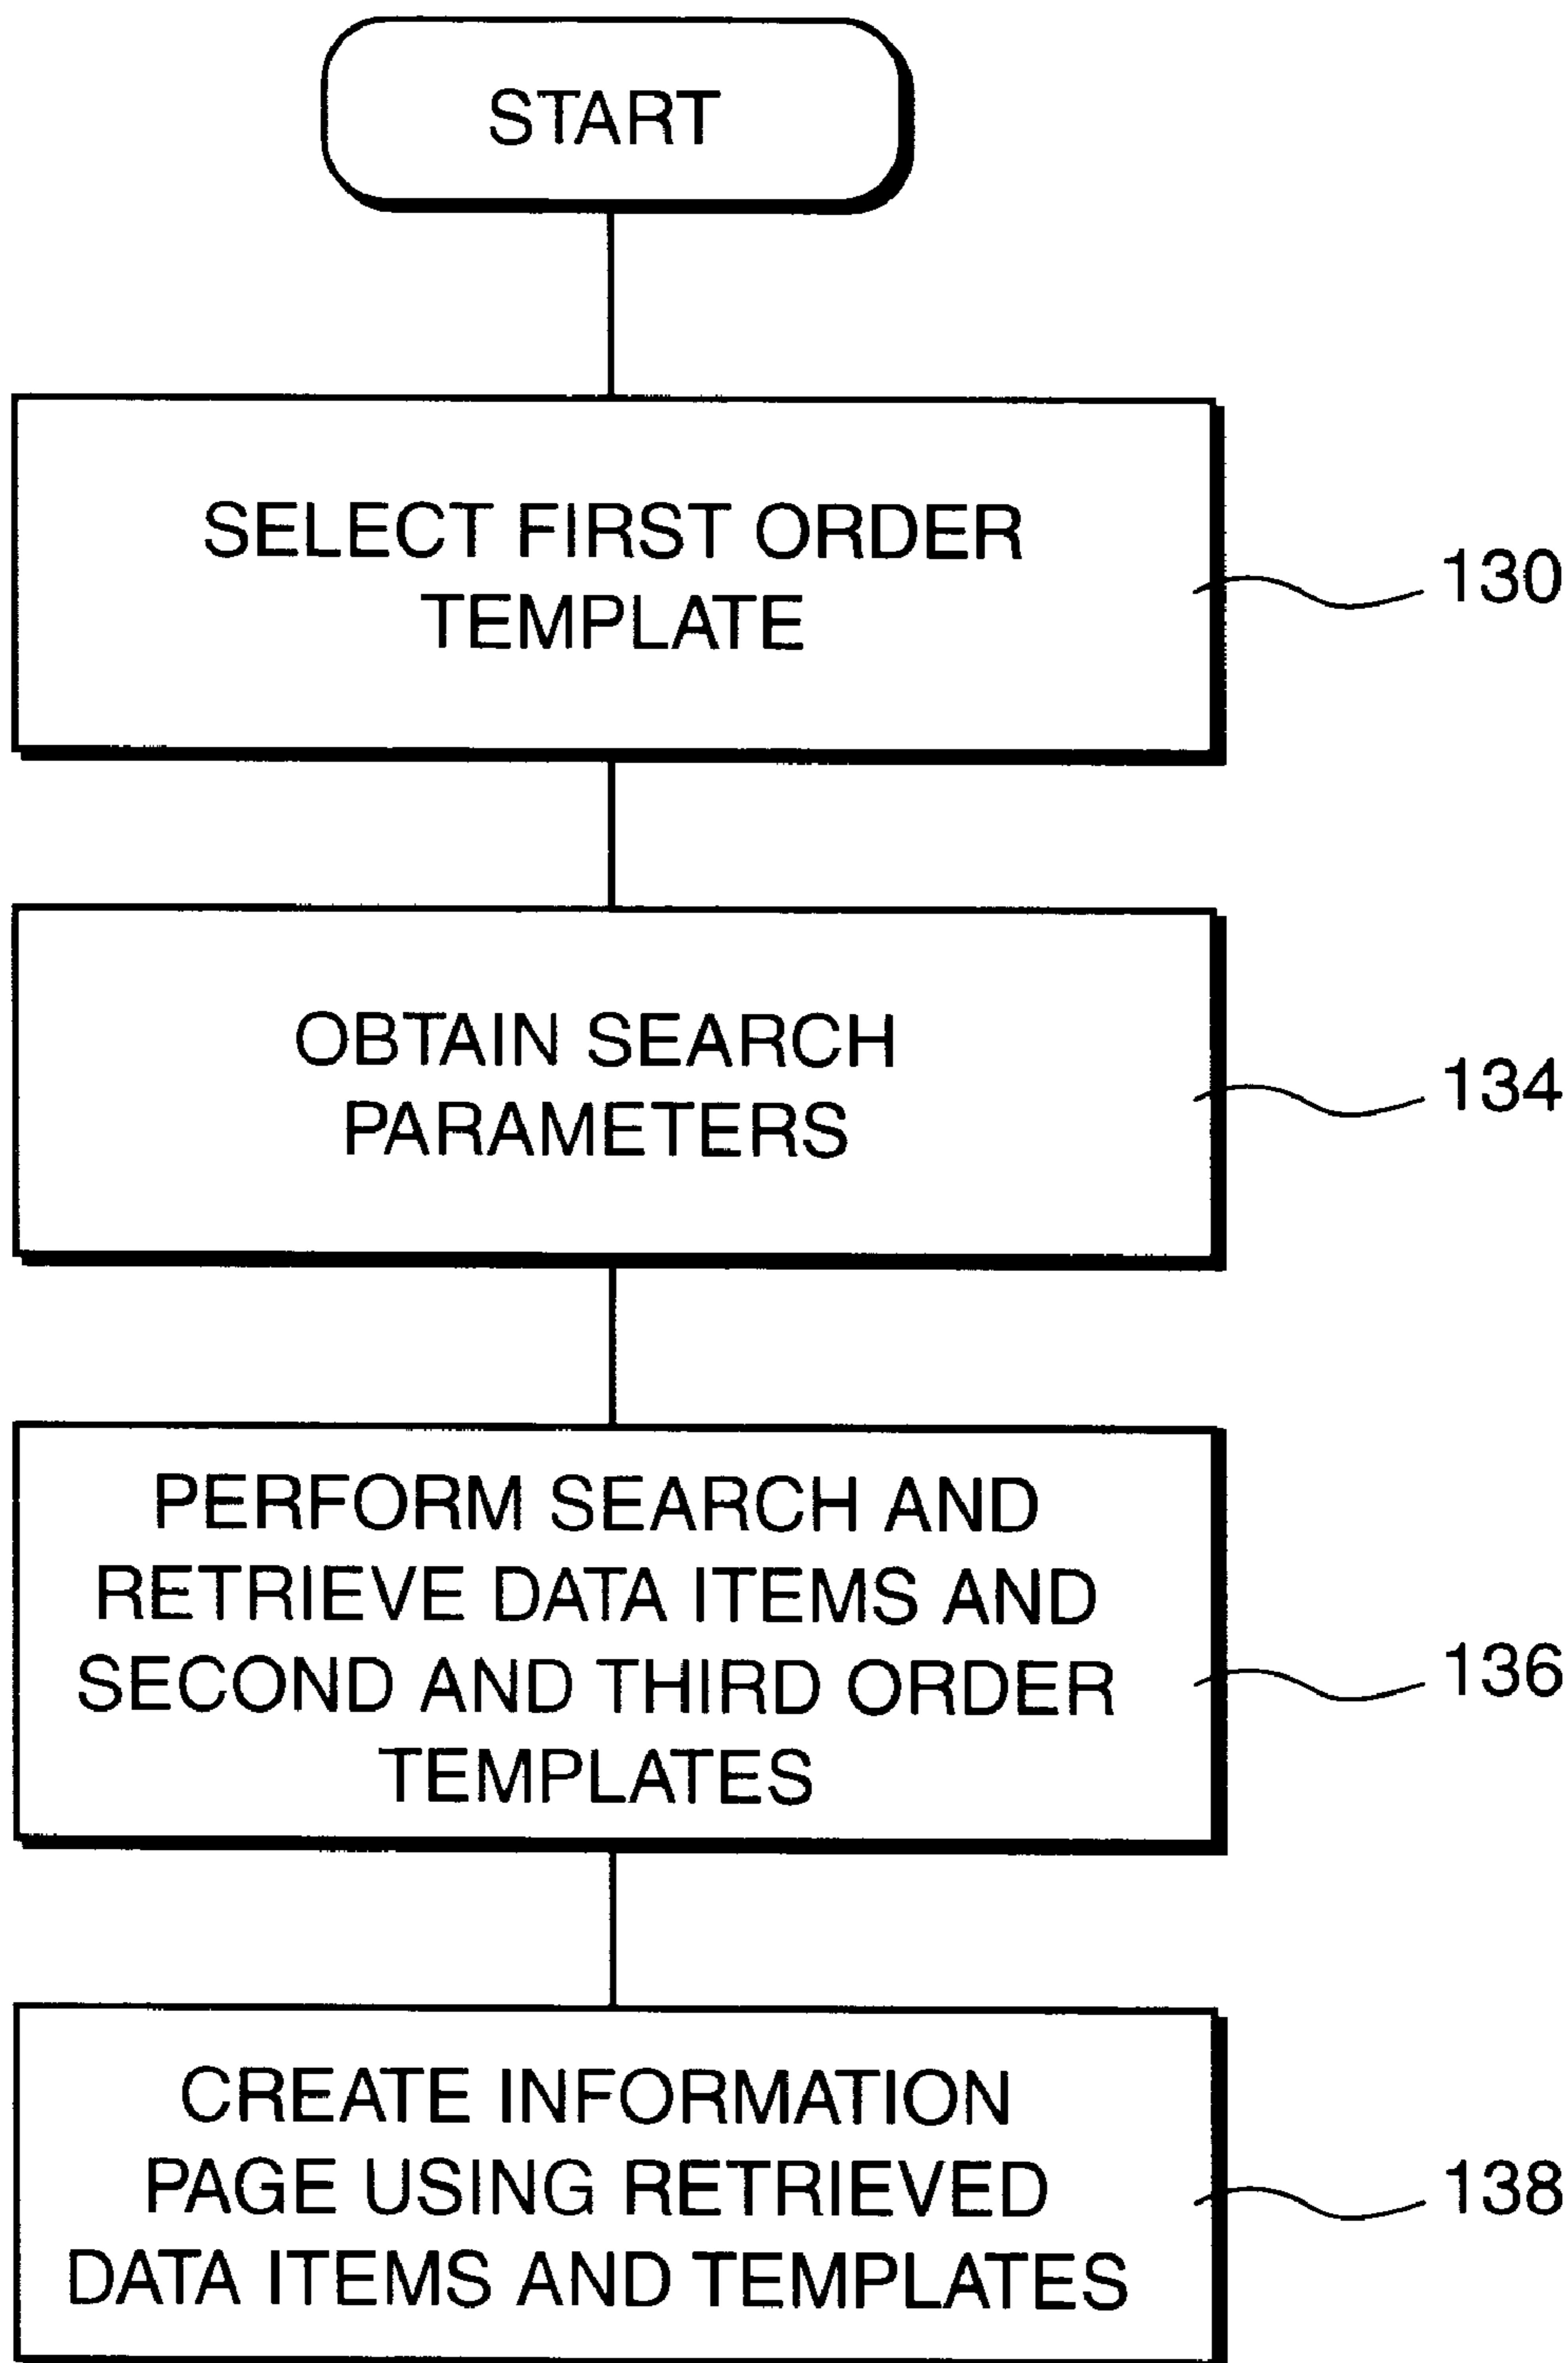 START
SELECT FIRST ORDER
TEMPLATE
130
OBTAIN SEARCH
PARAMETERS
134
PERFORM SEARCH AND
RETRIEVE DATA ITEMS AND
SECOND AND THIRD ORDER
TEMPLATES
136
CREATE INFORMATION
PAGE USING RETRIEVED
DATA ITEMS AND TEMPLATES
138